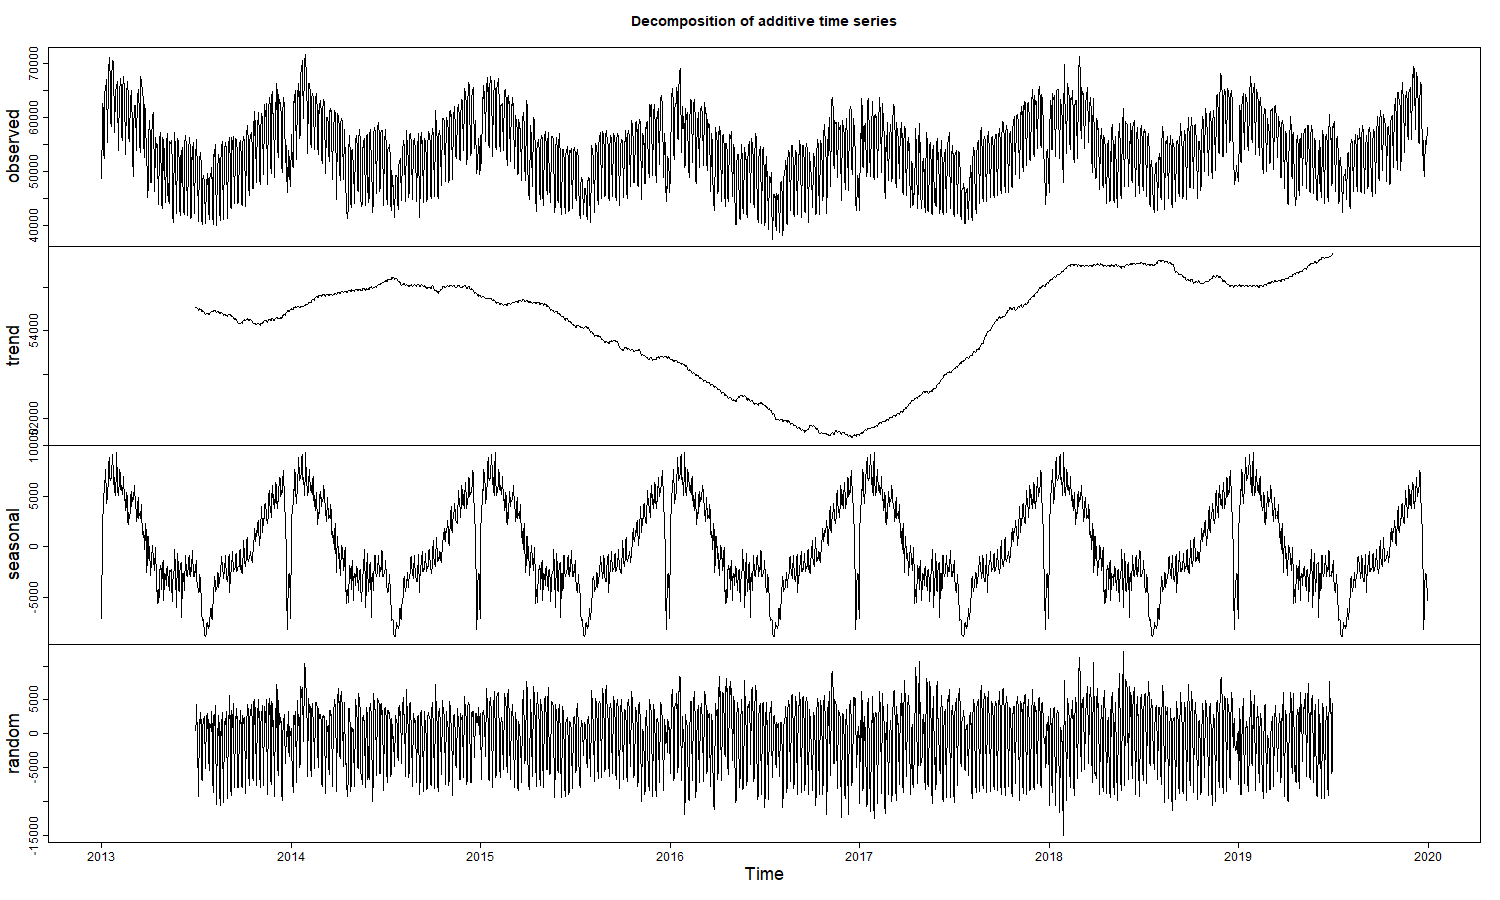 Decomposition of additive time series
observed
40000 50000 60000 70000
trend
52000 54000
seasonal
-5000 0 5000 10000
random
-15000 -5000 0 5000
2013 2014 2015 2016 2017 2018 2019 2020
Time